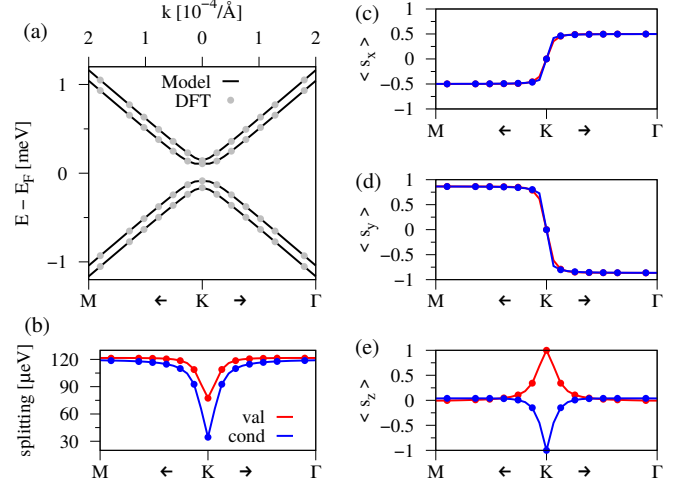 (a)
k [10⁻⁴/Å]
2 1 0 1 2
E − E_F [meV]
1
0
−1
Model
DFT
M ← K → Γ
(b)
splitting [µeV]
120
90
60
30
val
cond
M ← K → Γ
(c)
< s_x >
1
0.5
0
−0.5
−1
M ← K → Γ
(d)
< s_y >
1
0.5
0
−0.5
−1
M ← K → Γ
(e)
< s_z >
1
0.5
0
−0.5
−1
M ← K → Γ